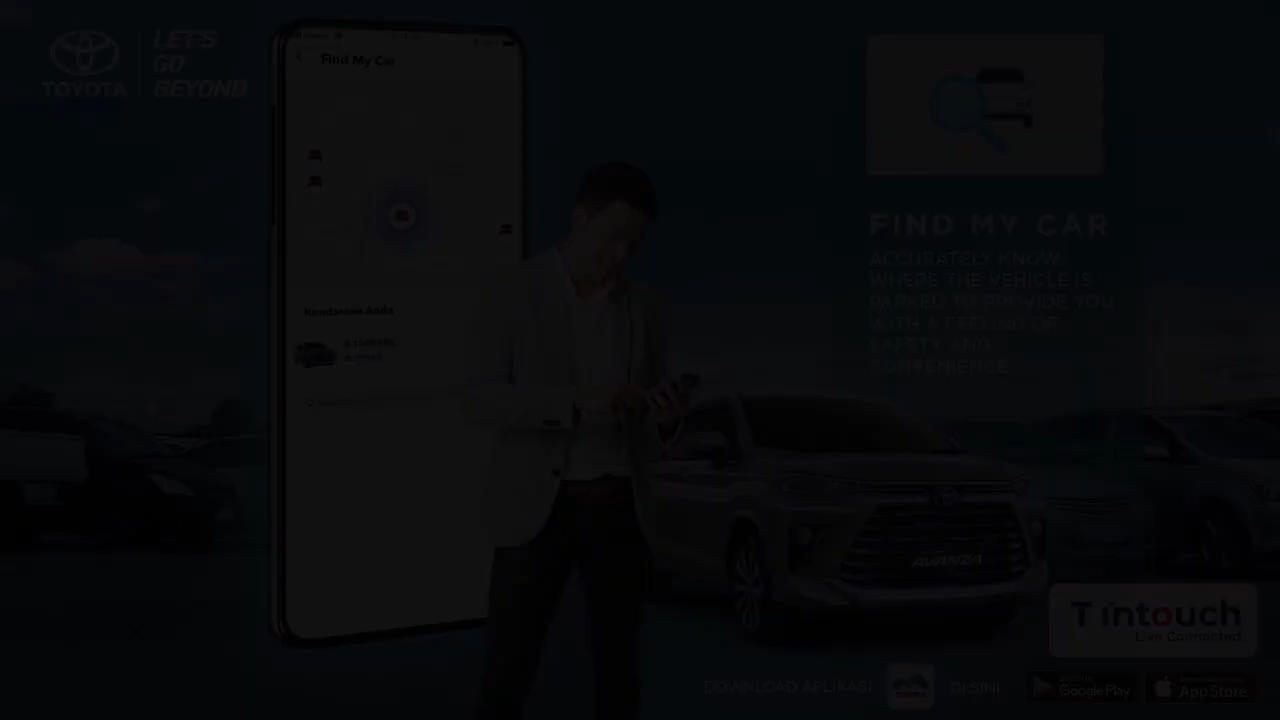 TOYOTA
LET'S
GO
BEYOND
Find My Car
Kendaraan Anda
FIND MY CAR
ACCURATELY KNOW
WHERE THE VEHICLE IS
PARKED TO PROVIDE YOU
WITH A FEELING OF
SAFETY AND
CONVENIENCE
AVANZA
T intouch
Live Connected
DOWNLOAD APLIKASI
DI SINI
Google Play
App Store